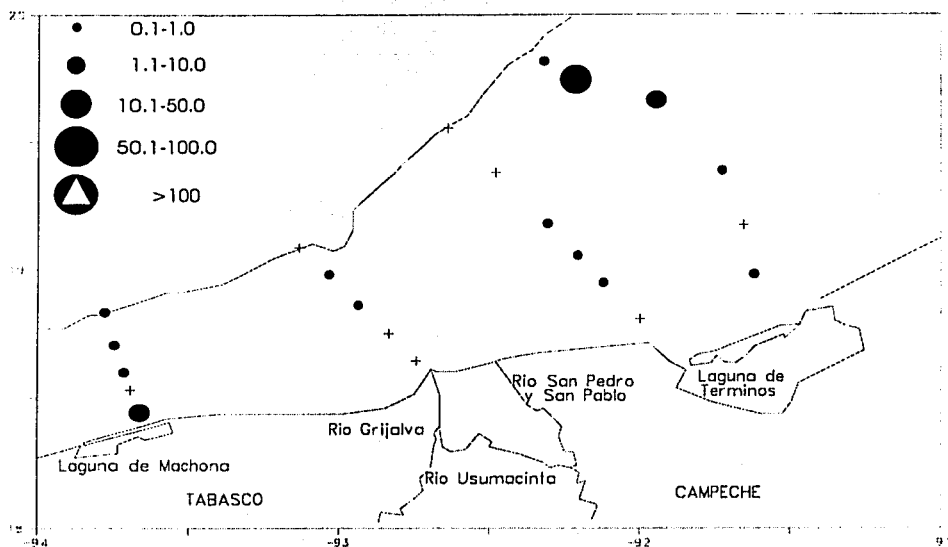 20
0.1-1.0
1.1-10.0
10.1-50.0
50.1-100.0
>100
Rio San Pedro
y San Pablo
Laguna de
Terminos
Rio Grijalva
Laguna de Machona
Rio Usumacinta
TABASCO
CAMPECHE
-94
-93
-92